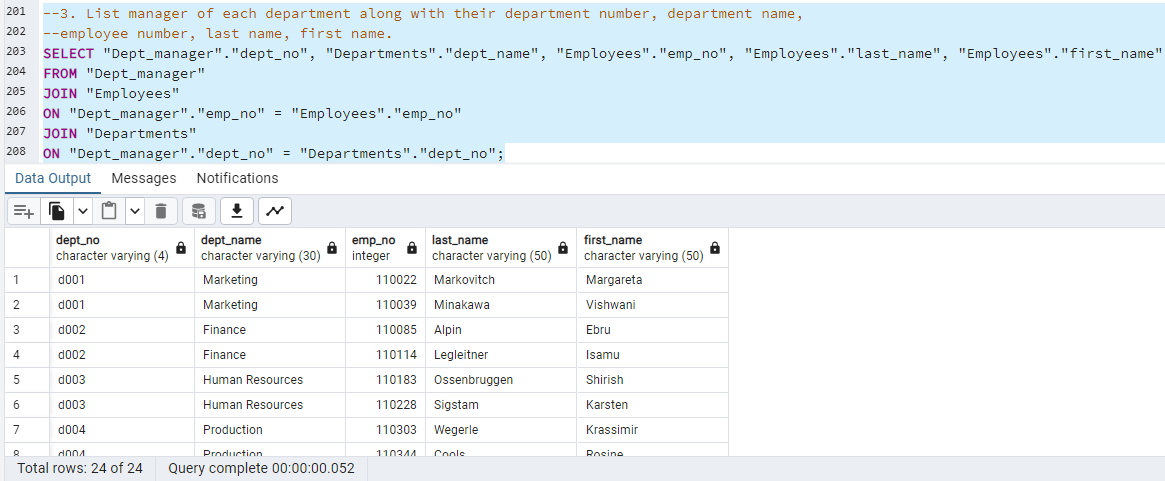 201 --3. List manager of each department along with their department number, department name,
202 --employee number, last name, first name.
203 SELECT "Dept_manager"."dept_no", "Departments"."dept_name", "Employees"."emp_no", "Employees"."last_name", "Employees"."first_name"
204 FROM "Dept_manager"
205 JOIN "Employees"
206 ON "Dept_manager"."emp_no" = "Employees"."emp_no"
207 JOIN "Departments"
208 ON "Dept_manager"."dept_no" = "Departments"."dept_no";
Data Output Messages Notifications
dept_no dept_name emp_no last_name first_name
character varying (4) character varying (30) integer character varying (50) character varying (50)
1 d001 Marketing 110022 Markovitch Margareta
2 d001 Marketing 110039 Minakawa Vishwani
3 d002 Finance 110085 Alpin Ebru
4 d002 Finance 110114 Legleitner Isamu
5 d003 Human Resources 110183 Ossenbruggen Shirish
6 d003 Human Resources 110228 Sigstam Karsten
7 d004 Production 110303 Wegerle Krassimir
8 d004 Production 110344 Cools Rosine
Total rows: 24 of 24 Query complete 00:00:00.052